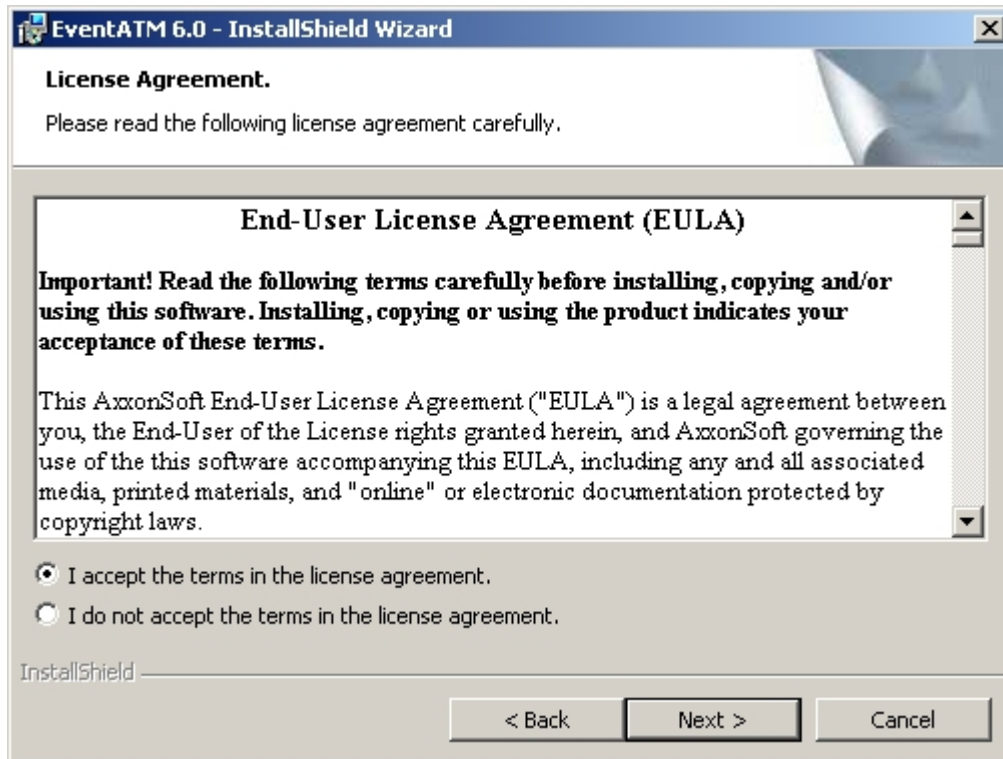 EventATM 6.0 - InstallShield Wizard
License Agreement.
Please read the following license agreement carefully.
End-User License Agreement (EULA)
Important! Read the following terms carefully before installing, copying and/or
using this software. Installing, copying or using the product indicates your
acceptance of these terms.
This AxxonSoft End-User License Agreement ("EULA") is a legal agreement between
you, the End-User of the License rights granted herein, and AxxonSoft governing the
use of the this software accompanying this EULA, including any and all associated
media, printed materials, and "online" or electronic documentation protected by
copyright laws.
I accept the terms in the license agreement.
I do not accept the terms in the license agreement.
InstallShield
< Back
Next >
Cancel